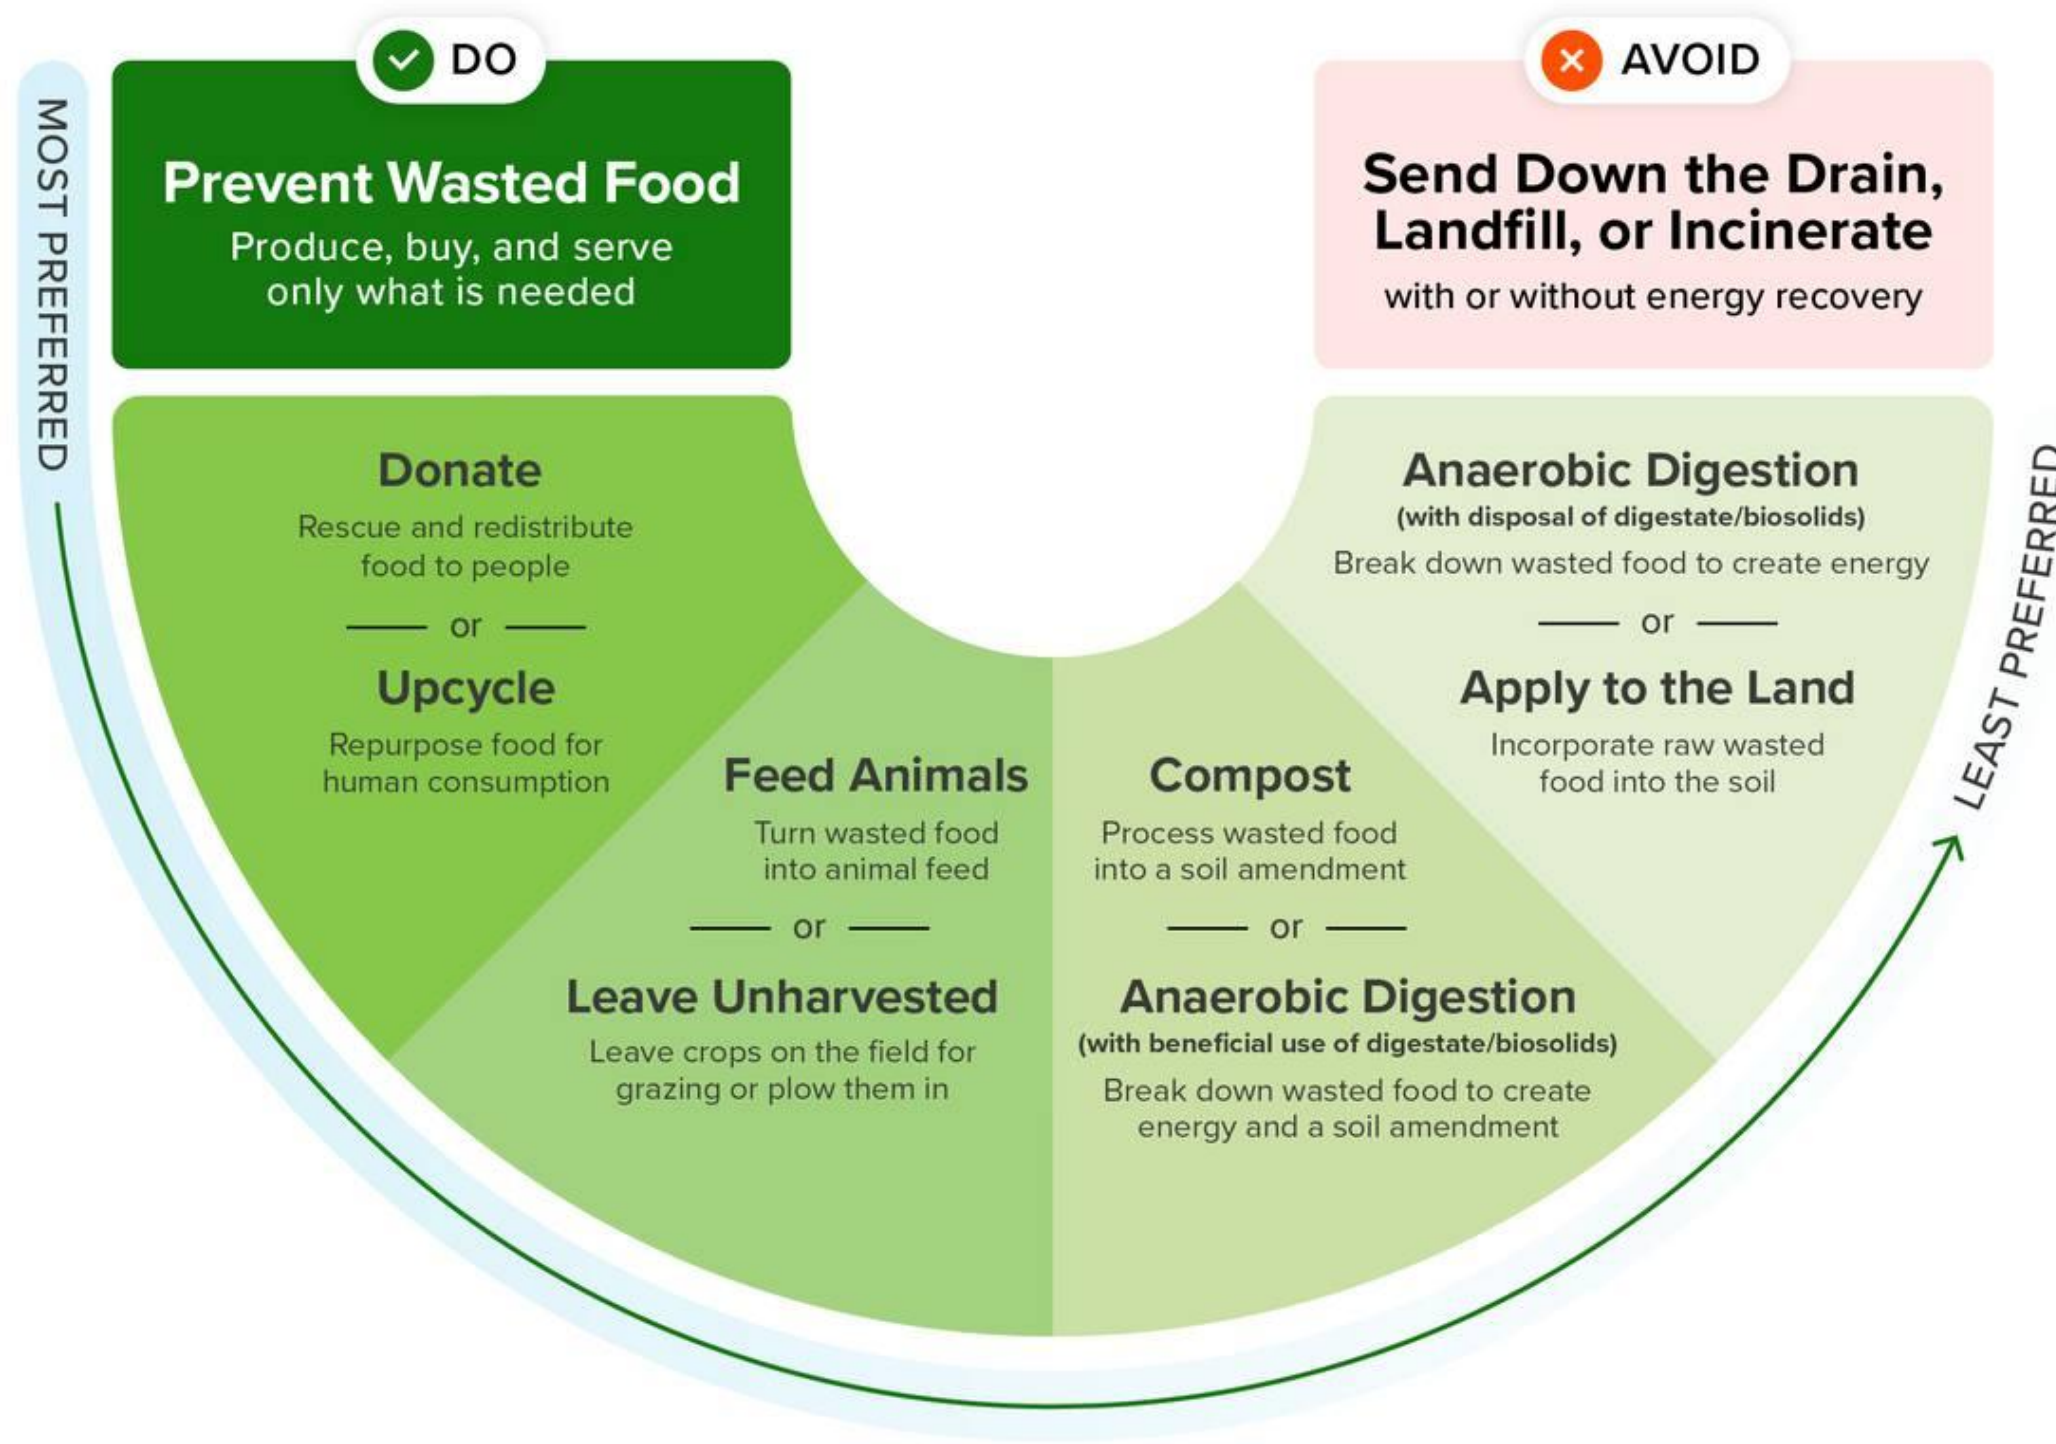 DO
Prevent Wasted Food
Produce, buy, and serve
only what is needed
AVOID
Send Down the Drain,
Landfill, or Incinerate
with or without energy recovery
MOST PREFERRED
Donate
Rescue and redistribute
food to people
or
Upcycle
Repurpose food for
human consumption
Feed Animals
Turn wasted food
into animal feed
or
Leave Unharvested
Leave crops on the field for
grazing or plow them in
Compost
Process wasted food
into a soil amendment
or
Anaerobic Digestion
(with beneficial use of digestate/biosolids)
Break down wasted food to create
energy and a soil amendment
Anaerobic Digestion
(with disposal of digestate/biosolids)
Break down wasted food to create energy
or
Apply to the Land
Incorporate raw wasted
food into the soil
LEAST PREFERRED